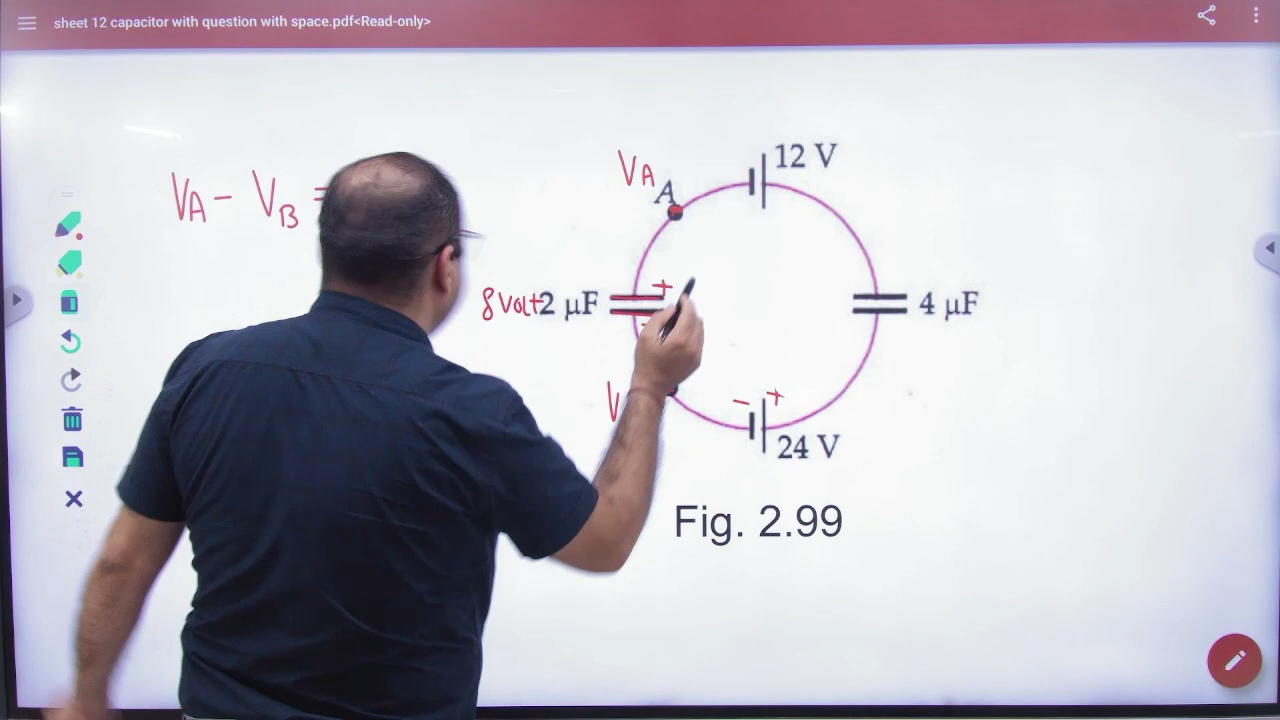 sheet 12 capacitor with question with space.pdf<Read-only>
VA - VB =
VA
A
12 V
8 Volt 2 μF
+
4 μF
V
- +
24 V
Fig. 2.99